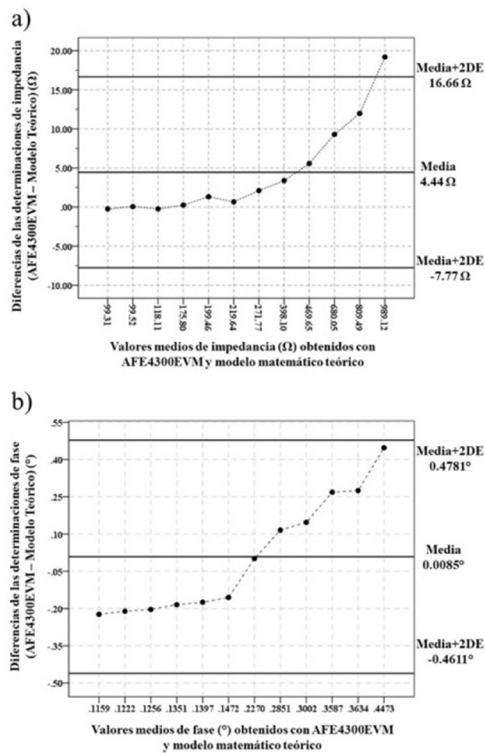 a)
Diferencias de las determinaciones de impedancia
(AFE4300EVM – Modelo Teórico) (Ω)
20.00
15.00
10.00
5.00
.00
-5.00
-10.00
Media+2DE
16.66 Ω
Media
4.44 Ω
Media+2DE
-7.77 Ω
99.31
99.52
118.11
175.80
199.46
219.64
271.77
398.10
469.65
680.05
809.49
989.12
Valores medios de impedancia (Ω) obtenidos con
AFE4300EVM y modelo matemático teórico
b)
Diferencias de las determinaciones de fase
(AFE4300EVM – Modelo Teórico) (°)
.55
.40
.25
.10
-.05
-.20
-.35
-.50
Media+2DE
0.4781°
Media
0.0085°
Media+2DE
-0.4611°
.1159 .1222 .1256 .1351 .1397 .1472 .2270 .2851 .3002 .3587 .3634 .4473
Valores medios de fase (°) obtenidos con AFE4300EVM
y modelo matemático teórico